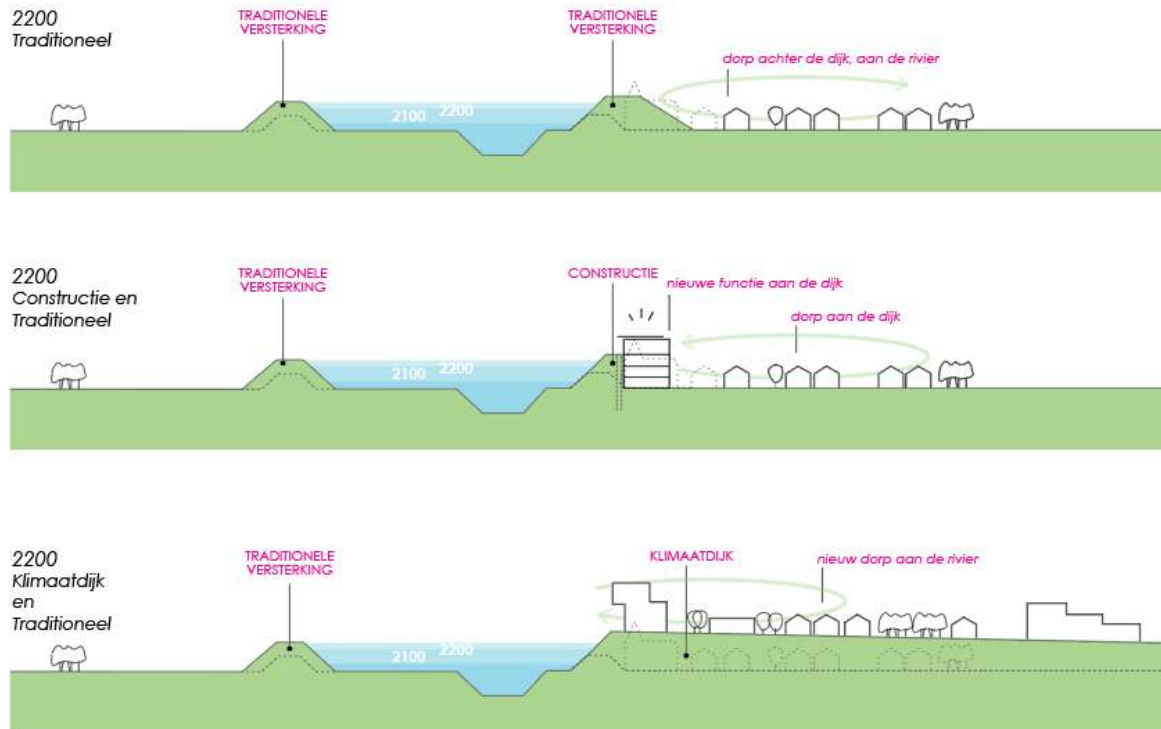 2200
Traditioneel
TRADITIONELE
VERSTERKING
TRADITIONELE
VERSTERKING
dorp achter de dijk, aan de rivier
2100
2200
2200
Constructie en
Traditioneel
TRADITIONELE
VERSTERKING
CONSTRUCTIE
nieuwe functie aan de dijk
dorp aan de dijk
2100
2200
2200
Klimaatdijk
en
Traditioneel
TRADITIONELE
VERSTERKING
KLIMAATDIJK
nieuw dorp aan de rivier
2100
2200